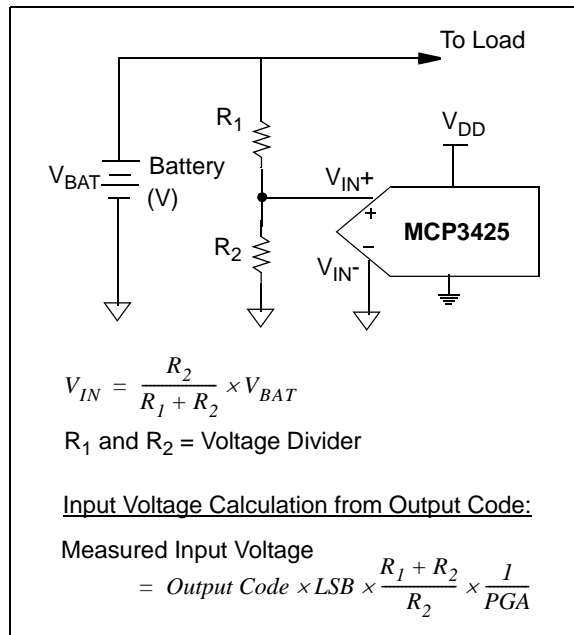 To Load
R1
VDD
VBAT
Battery
(V)
VIN+
+
MCP3425
R2
−
VIN-
VIN = R2 / (R1 + R2) × VBAT
R1 and R2 = Voltage Divider
Input Voltage Calculation from Output Code:
Measured Input Voltage
= Output Code × LSB × (R1 + R2) / R2 × 1 / PGA